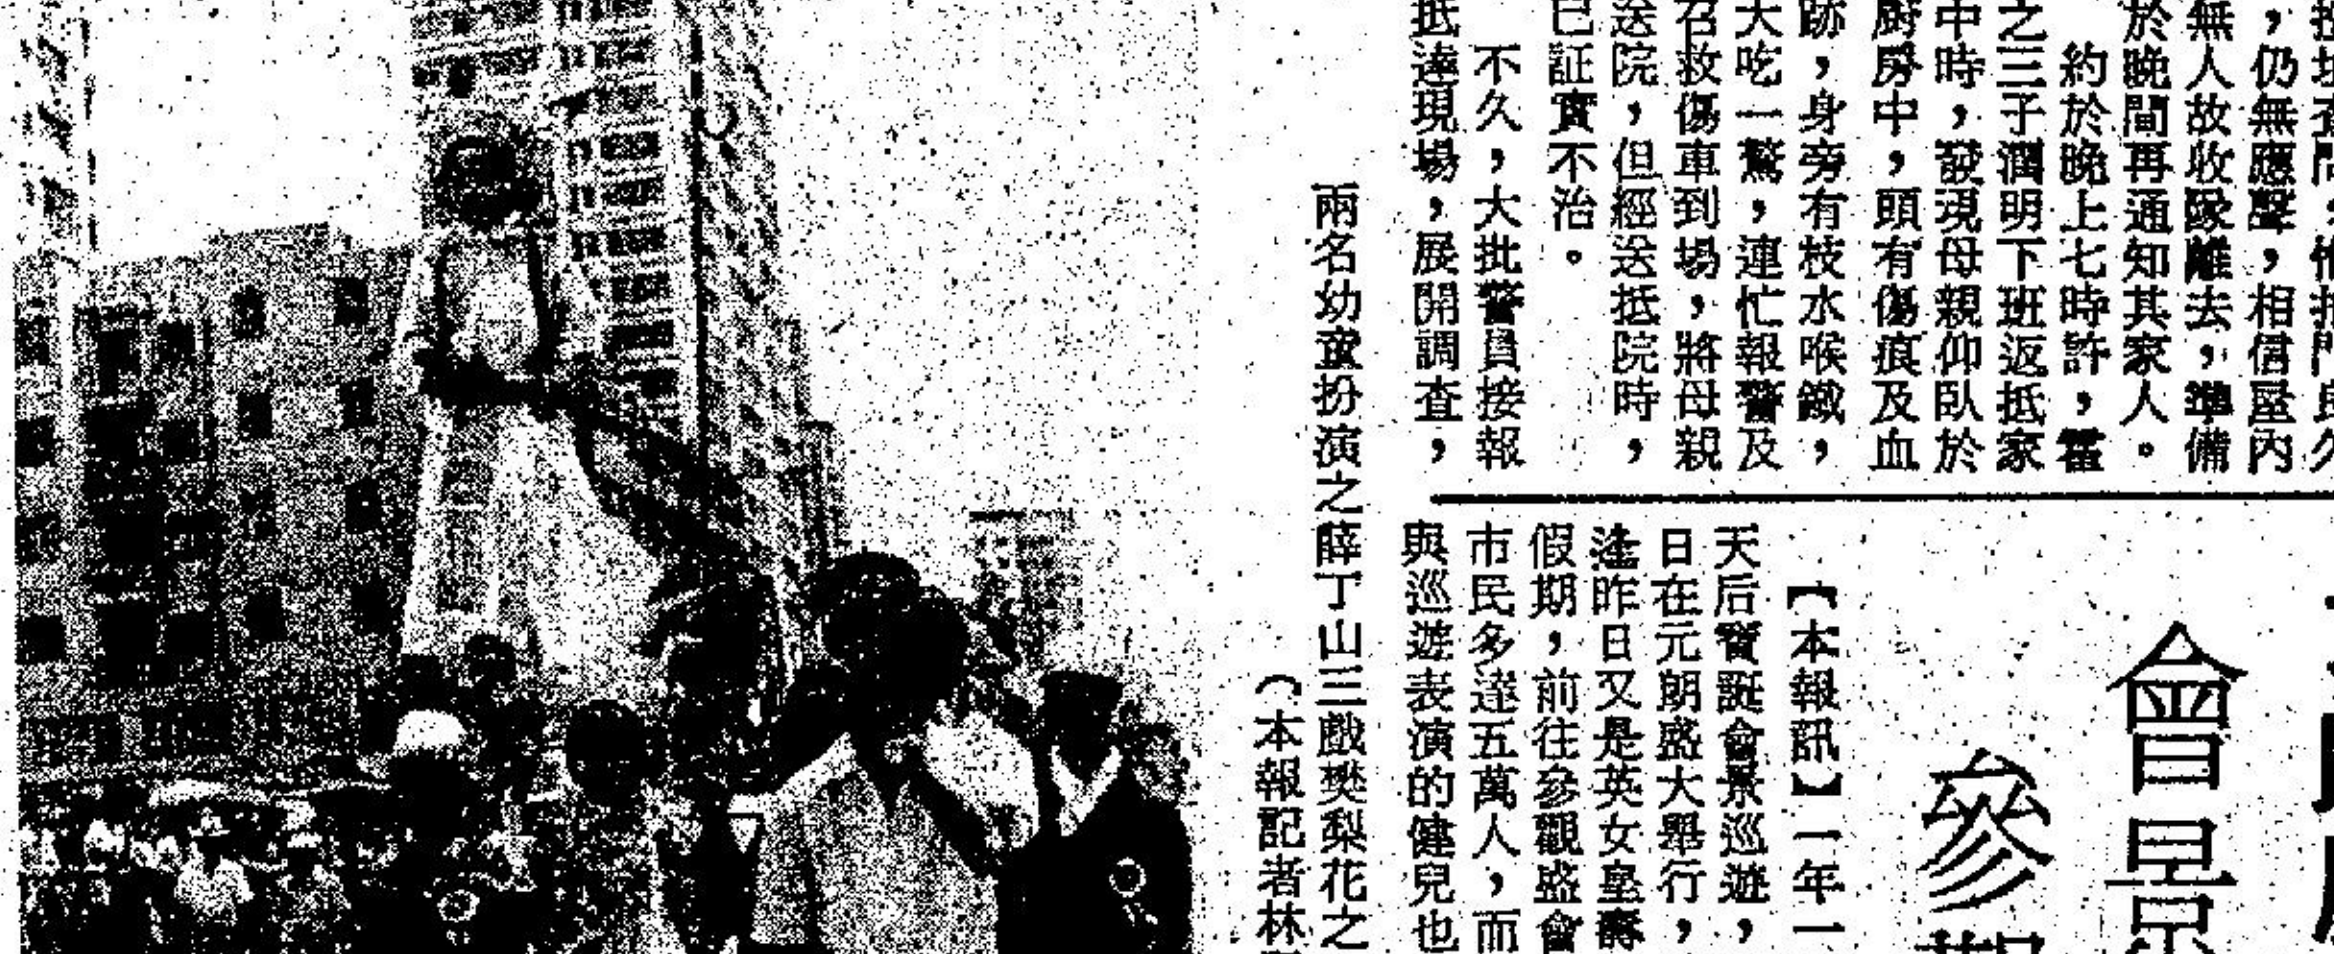 ，仍無應聲，相信屋內
無人故收隊離去，準備
於晚間再通知其家人。
約於晚上七時許，霍
之三子潤明下班返抵家
中時，發現母親仰臥於
廚房中，頭有傷痕及血
跡，身旁有枝水喉鐵，
大吃一驚，連忙報警及
召救傷車到場，將母親
送院，但經送抵院時，
已証實不治。
不久，大批警員接報
抵達現場，展開調查，
會景
參觀
【本報訊】一年一
天后寶誕會景巡遊，
日在元朗盛大舉行，
逢昨日又是英女皇壽
假期，前往參觀盛會
市民多達五萬人，而
與巡遊表演的健兒也
兩名幼童扮演之薛丁山三戲樊梨花之
（本報記者林